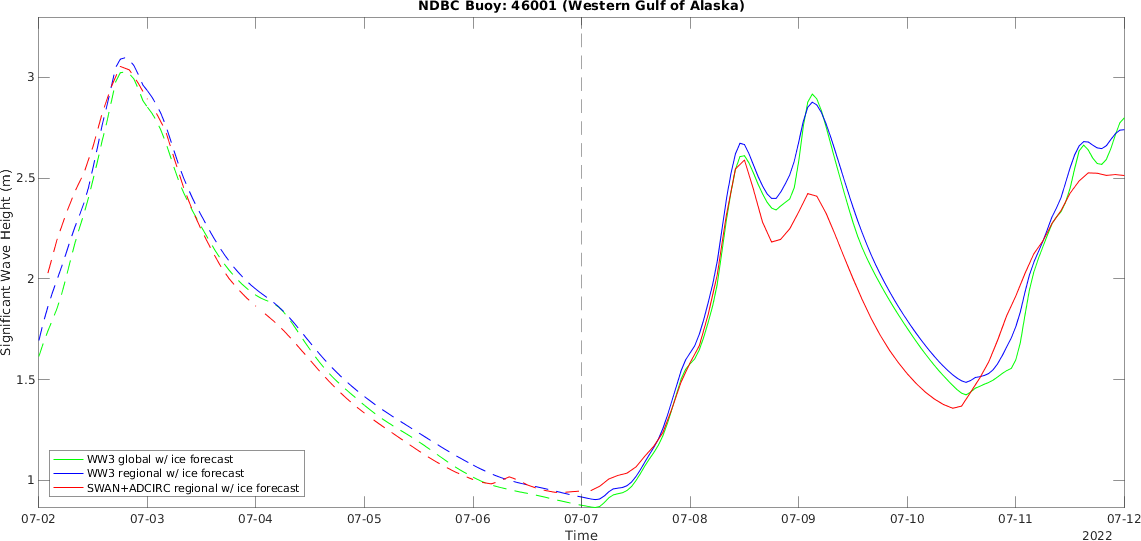 NDBC Buoy: 46001 (Western Gulf of Alaska)
Significant Wave Height (m)
3
2.5
2
1.5
1
WW3 global w/ ice forecast
WW3 regional w/ ice forecast
SWAN+ADCIRC regional w/ ice forecast
07-02 07-03 07-04 07-05 07-06 07-07 07-08 07-09 07-10 07-11 07-12
Time
2022